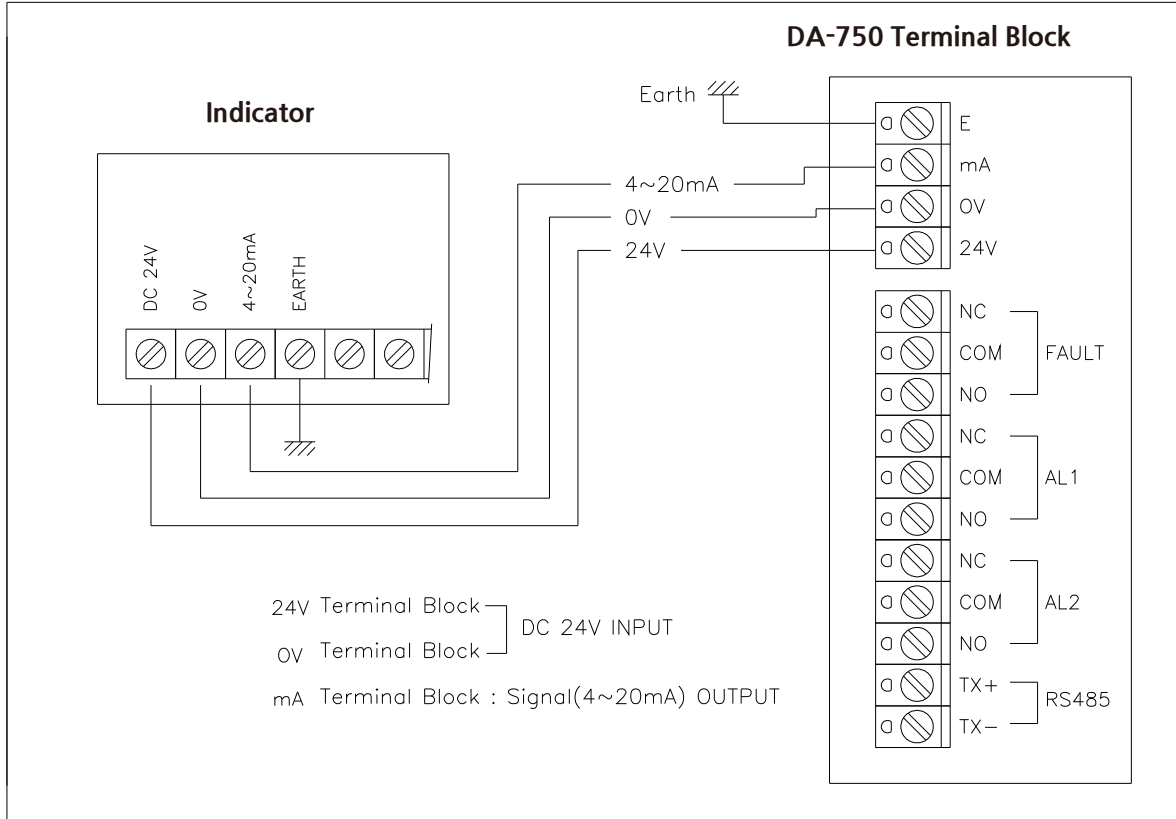 DA-750 Terminal Block
Indicator
Earth
E
mA
0V
24V
4~20mA
0V
24V
DC 24V
0V
4~20mA
EARTH
NC
COM
NO
FAULT
NC
COM
NO
AL1
NC
COM
NO
AL2
TX+
TX-
RS485
24V Terminal Block
0V Terminal Block
DC 24V INPUT
mA Terminal Block : Signal(4~20mA) OUTPUT